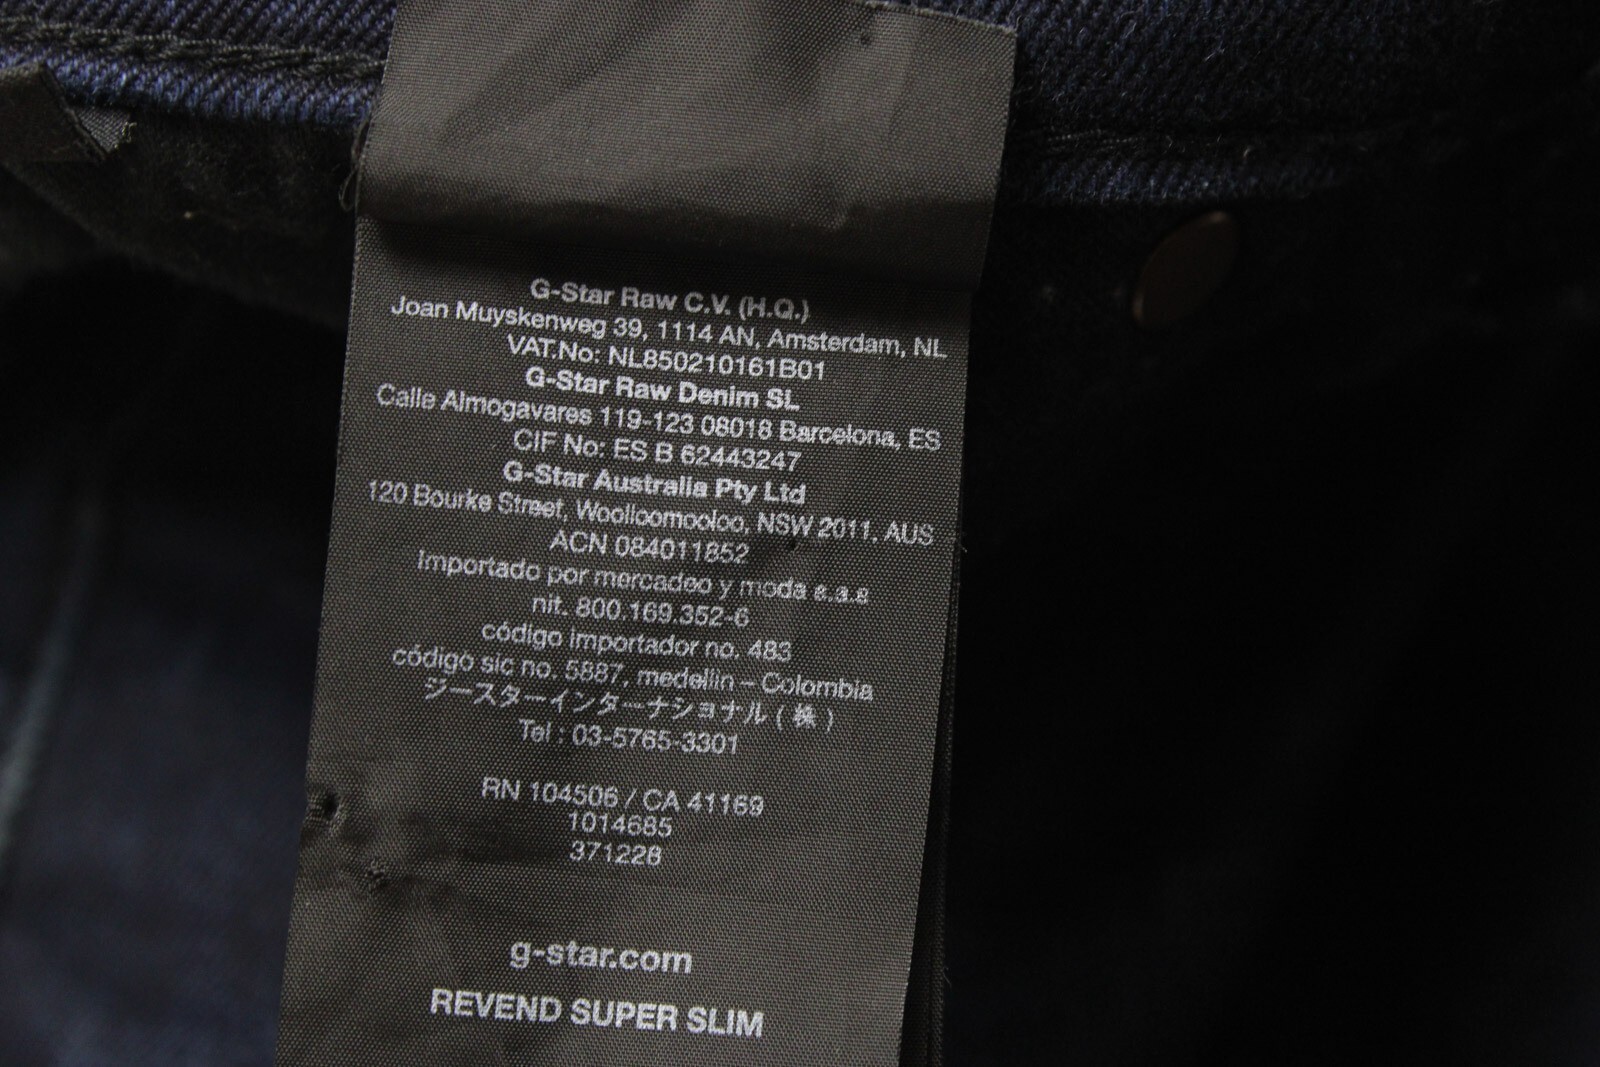 G-Star Raw C.V. (H.Q.)
Joan Muyskenweg 39, 1114 AN, Amsterdam, NL
VAT.No: NL850210161B01
G-Star Raw Denim SL
Calle Almogavares 119-123 08018 Barcelona, ES
CIF No: ES B 62443247
G-Star Australia Pty Ltd
120 Bourke Street, Woolloomooloo, NSW 2011, AUS
ACN 084011852
Importado por mercadeo y moda s.a.s
nit. 800.169.352-6
código importador no. 483
código sic no. 5887, medellin – Colombia
ジースターインターナショナル ( 株 )
Tel : 03-5765-3301
RN 104506 / CA 41169
1014685
371228
g-star.com
REVEND SUPER SLIM